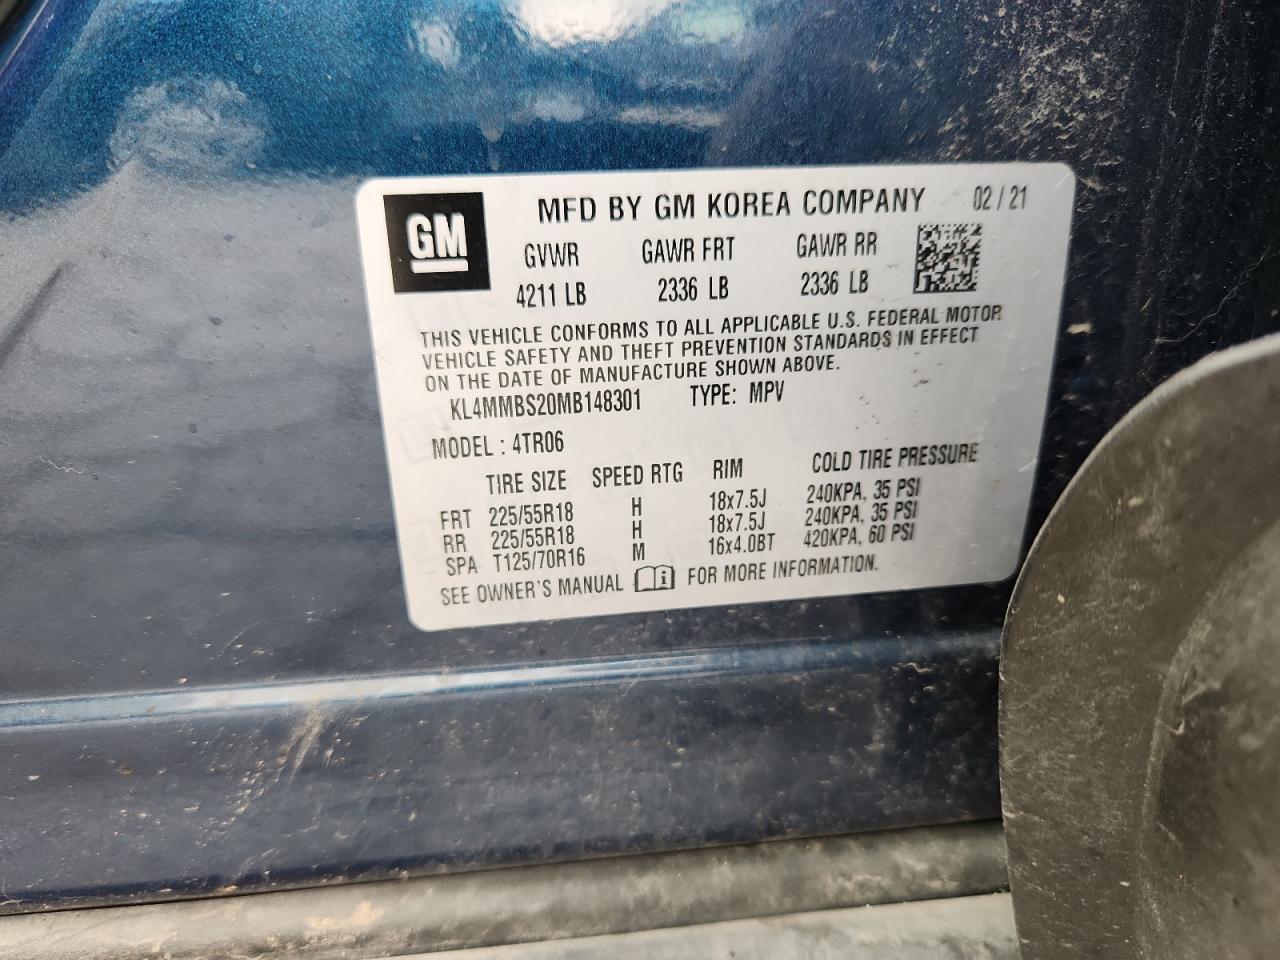 GM MFD BY GM KOREA COMPANY 02 / 21
GVWR GAWR FRT GAWR RR
4211 LB 2336 LB 2336 LB
THIS VEHICLE CONFORMS TO ALL APPLICABLE U.S. FEDERAL MOTOR
VEHICLE SAFETY AND THEFT PREVENTION STANDARDS IN EFFECT
ON THE DATE OF MANUFACTURE SHOWN ABOVE.
KL4MMBS20MB148301 TYPE: MPV
MODEL : 4TR06
TIRE SIZE SPEED RTG RIM COLD TIRE PRESSURE
FRT 225/55R18 H 18x7.5J 240KPA, 35 PSI
RR 225/55R18 H 18x7.5J 240KPA, 35 PSI
SPA T125/70R16 M 16x4.0BT 420KPA, 60 PSI
SEE OWNER'S MANUAL i FOR MORE INFORMATION.